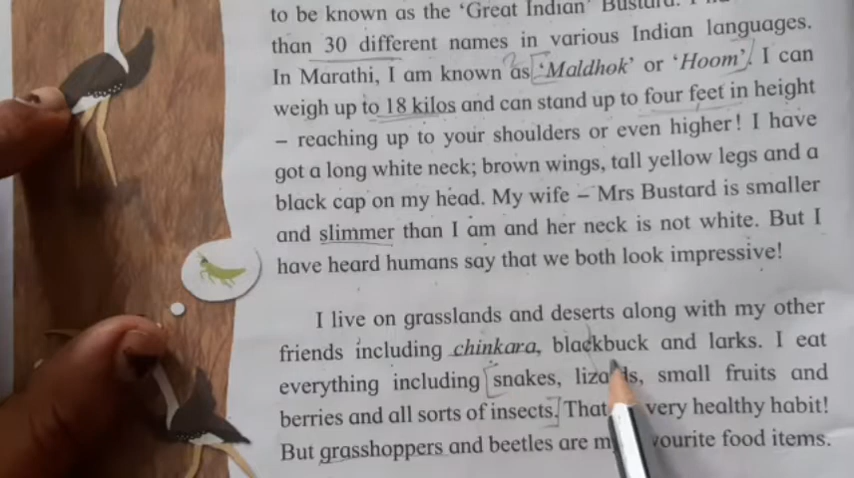 to be known as the 'Great Indian Bustard.
than 30 different names in various Indian languages.
In Marathi, I am known as 'Maldhok' or 'Hoom'. I can
weigh up to 18 kilos and can stand up to four feet in height
– reaching up to your shoulders or even higher! I have
got a long white neck; brown wings, tall yellow legs and a
black cap on my head. My wife – Mrs Bustard is smaller
and slimmer than I am and her neck is not white. But I
have heard humans say that we both look impressive!
I live on grasslands and deserts along with my other
friends including chinkara, blackbuck and larks. I eat
everything including snakes, lizards, small fruits and
berries and all sorts of insects. That very healthy habit!
But grasshoppers and beetles are food items.